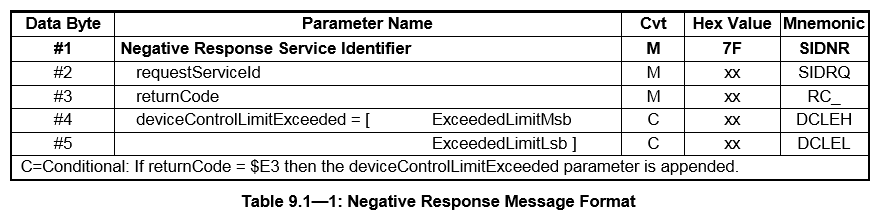 Data Byte Parameter Name Cvt Hex Value Mnemonic
#1 Negative Response Service Identifier M 7F SIDNR
#2 requestServiceId M xx SIDRQ
#3 returnCode M xx RC_
#4 deviceControlLimitExceeded = [ ExceededLimitMsb C xx DCLEH
#5 ExceededLimitLsb ] C xx DCLEL
C=Conditional: If returnCode = $E3 then the deviceControlLimitExceeded parameter is appended.
Table 9.1—1: Negative Response Message Format